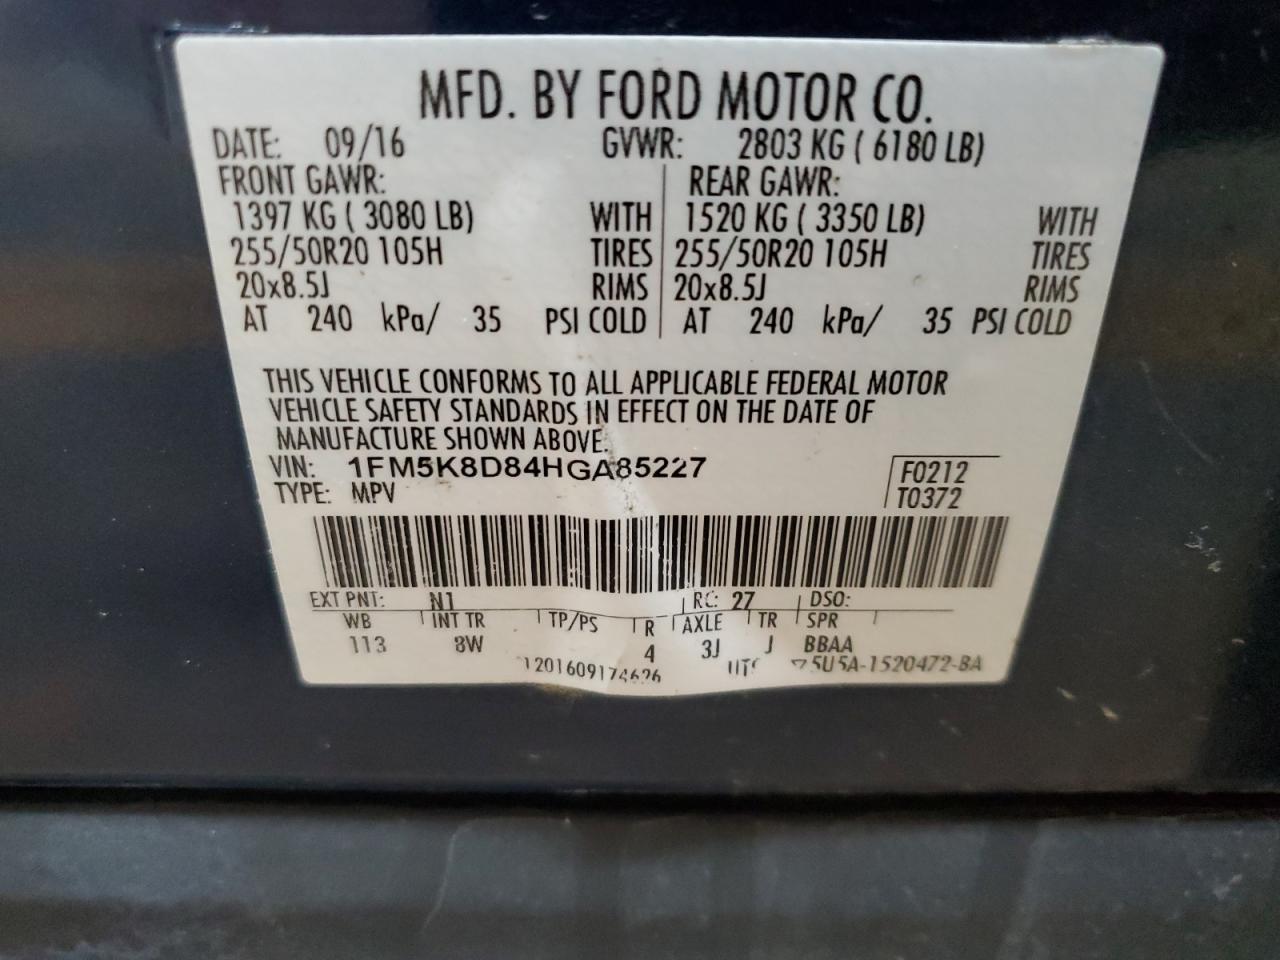 MFD. BY FORD MOTOR CO.
DATE: 09/16 GVWR: 2803 KG ( 6180 LB)
FRONT GAWR: REAR GAWR:
1397 KG ( 3080 LB) WITH 1520 KG ( 3350 LB) WITH
255/50R20 105H TIRES 255/50R20 105H TIRES
20x8.5J RIMS 20x8.5J RIMS
AT 240 kPa/ 35 PSI COLD AT 240 kPa/ 35 PSI COLD
THIS VEHICLE CONFORMS TO ALL APPLICABLE FEDERAL MOTOR
VEHICLE SAFETY STANDARDS IN EFFECT ON THE DATE OF
MANUFACTURE SHOWN ABOVE.
VIN: 1FM5K8D84HGA85227 F0212
TYPE: MPV T0372
EXT PNT: N1 RC: 27 DSO:
WB INT TR TP/PS R AXLE TR SPR
113 8W 4 3J J BBAA
1201609174626 5U5A-1520472-BA